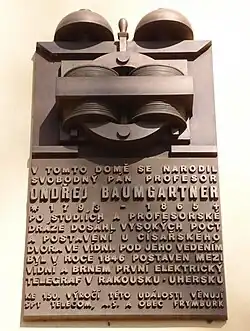 V TOMTO DOMĚ SE NARODIL
SVOBODNÝ PÁN PROFESOR
ONDŘEJ BAUMGARTNER
* 1793 - 1865
PO STUDIÍCH A PROFESORSKÉ
DRÁZE DOSÁHL VYSOKÝCH POCT
A POSTAVENÍ U CÍSAŘSKÉHO
DVORA VE VÍDNI. POD JEHO VEDENÍM
BYL V ROCE 1846 POSTAVEN MEZI
VÍDNÍ A BRNEM PRVNÍ ELEKTRICKÝ
TELEGRAF V RAKOUSKU-UHERSKU
KE 150. VÝROČÍ TÉTO UDÁLOSTI VĚNUJÍ
SPT TELECOM, A.S. A OBEC FRYMBURK